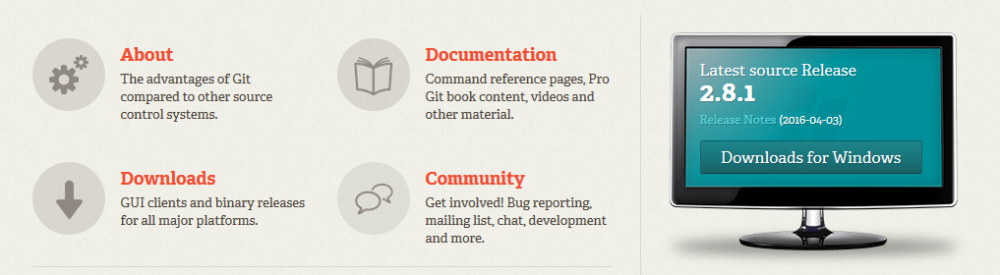 About
The advantages of Git
compared to other source
control systems.
Documentation
Command reference pages, Pro
Git book content, videos and
other material.
Downloads
GUI clients and binary releases
for all major platforms.
Community
Get involved! Bug reporting,
mailing list, chat, development
and more.
Latest source Release
2.8.1
Release Notes (2016-04-03)
Downloads for Windows